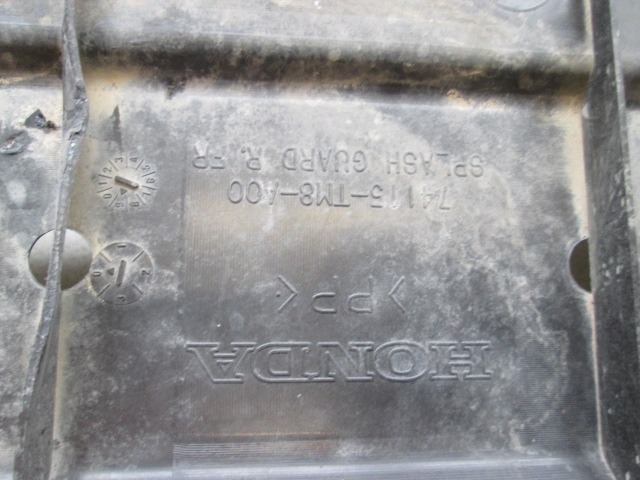 HONDA
>PP<
74115-TM8-A00
SPLASH GUARD R. FR